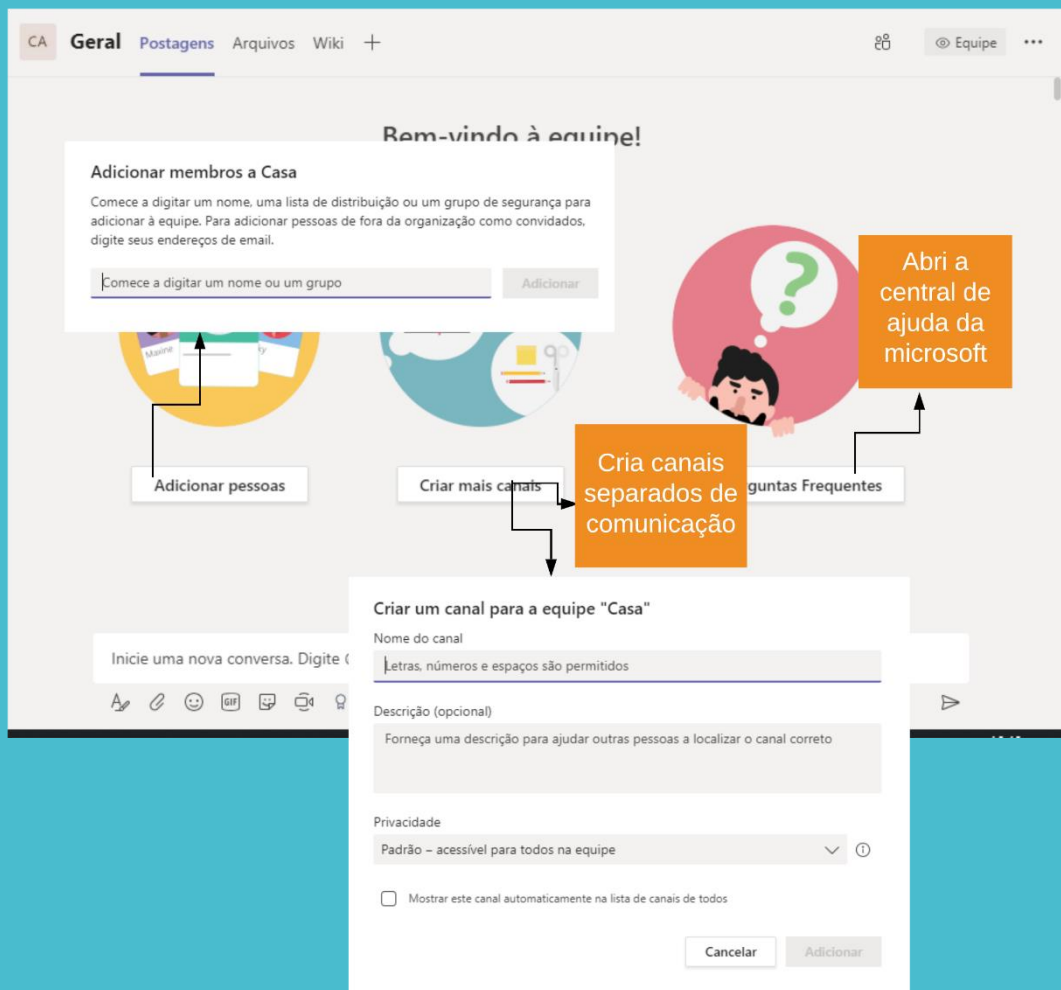 CA Geral Postagens Arquivos Wiki
Equipe
Bem-vindo à equipe!
Adicionar membros a Casa
Comece a digitar um nome, uma lista de distribuição ou um grupo de segurança para
adicionar à equipe. Para adicionar pessoas de fora da organização como convidados,
digite seus endereços de email.
Comece a digitar um nome ou um grupo
Adicionar
Maxine
Abri a
central de
ajuda da
microsoft
Adicionar pessoas
Criar mais canais
Cria canais
separados de
comunicação
guntas Frequentes
Criar um canal para a equipe "Casa"
Nome do canal
Letras, números e espaços são permitidos
Inicie uma nova conversa. Digite
GIF
Descrição (opcional)
Forneça uma descrição para ajudar outras pessoas a localizar o canal correto
Privacidade
Padrão – acessível para todos na equipe
Mostrar este canal automaticamente na lista de canais de todos
Cancelar
Adicionar